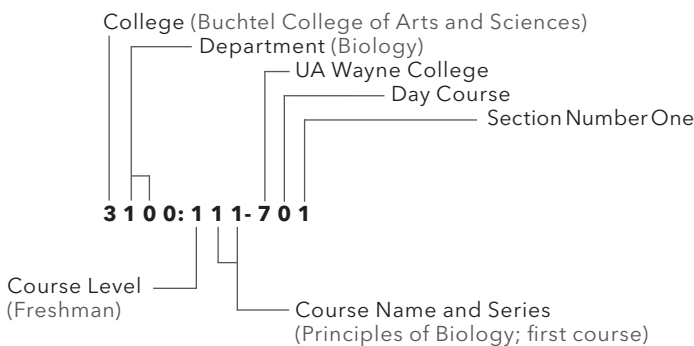 College (Buchtel College of Arts and Sciences)
Department (Biology)
UA Wayne College
Day Course
Section Number One
3100:111-701
Course Level
(Freshman)
Course Name and Series
(Principles of Biology; first course)